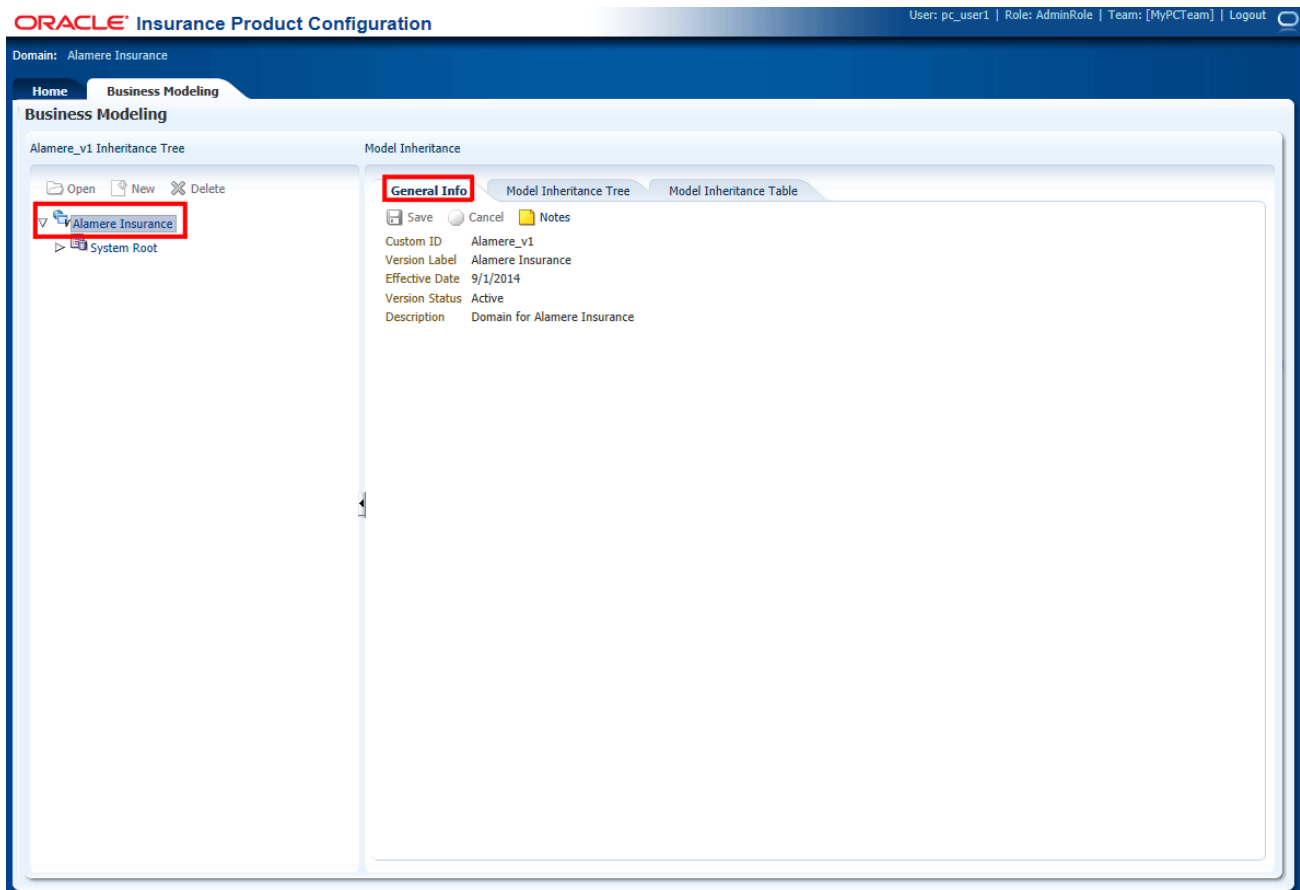 ORACLE Insurance Product Configuration
User: pc_user1 | Role: AdminRole | Team: [MyPCTeam] | Logout
Domain: Alamere Insurance
Home Business Modeling
Business Modeling
Alamere_v1 Inheritance Tree
Open New Delete
Alamere Insurance
System Root
Model Inheritance
General Info Model Inheritance Tree Model Inheritance Table
Save Cancel Notes
Custom ID Alamere_v1
Version Label Alamere Insurance
Effective Date 9/1/2014
Version Status Active
Description Domain for Alamere Insurance